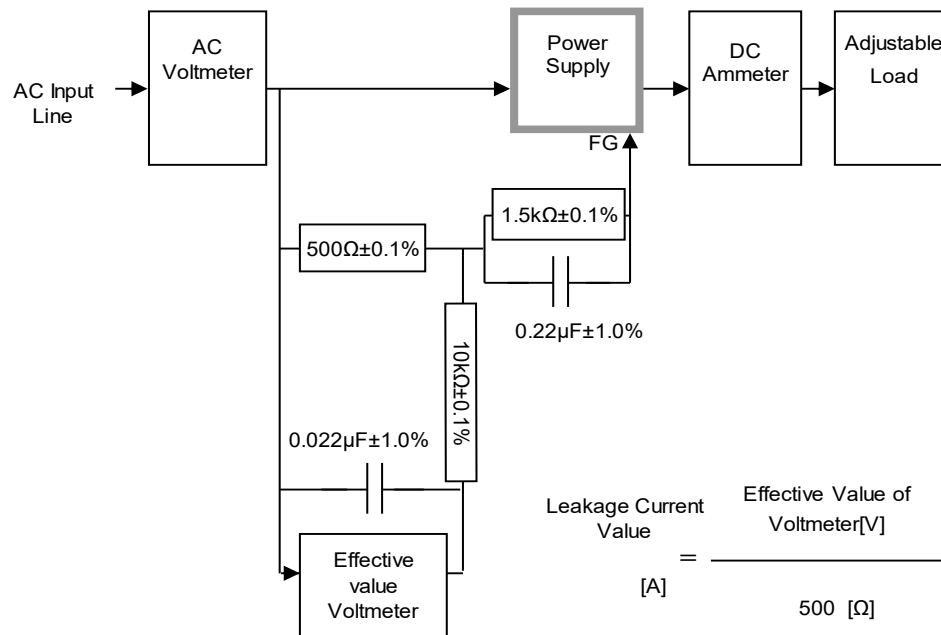 AC
Voltmeter
Power
Supply
DC
Ammeter
Adjustable
Load
AC Input
Line
FG
1.5kΩ±0.1%
500Ω±0.1%
0.22µF±1.0%
10kΩ±0.1%
0.022µF±1.0%
Effective
value
Voltmeter
Leakage Current
Value
[A]
=
Effective Value of
Voltmeter[V]
500 [Ω]